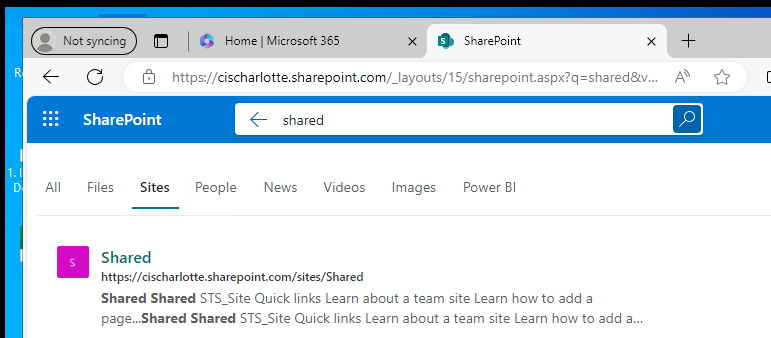 Not syncing
Home | Microsoft 365
SharePoint
https://cischarlotte.sharepoint.com/_layouts/15/sharepoint.aspx?q=shared&v...
SharePoint
shared
All Files Sites People News Videos Images Power BI
S
Shared
https://cischarlotte.sharepoint.com/sites/Shared
Shared Shared STS_Site Quick links Learn about a team site Learn how to add a
page...Shared Shared STS_Site Quick links Learn about a team site Learn how to add a...